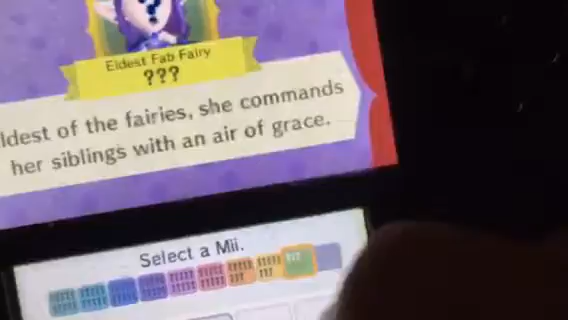 Eldest Fab Fairy
???
ldest of the fairies, she commands
her siblings with an air of grace.
Select a Mii.